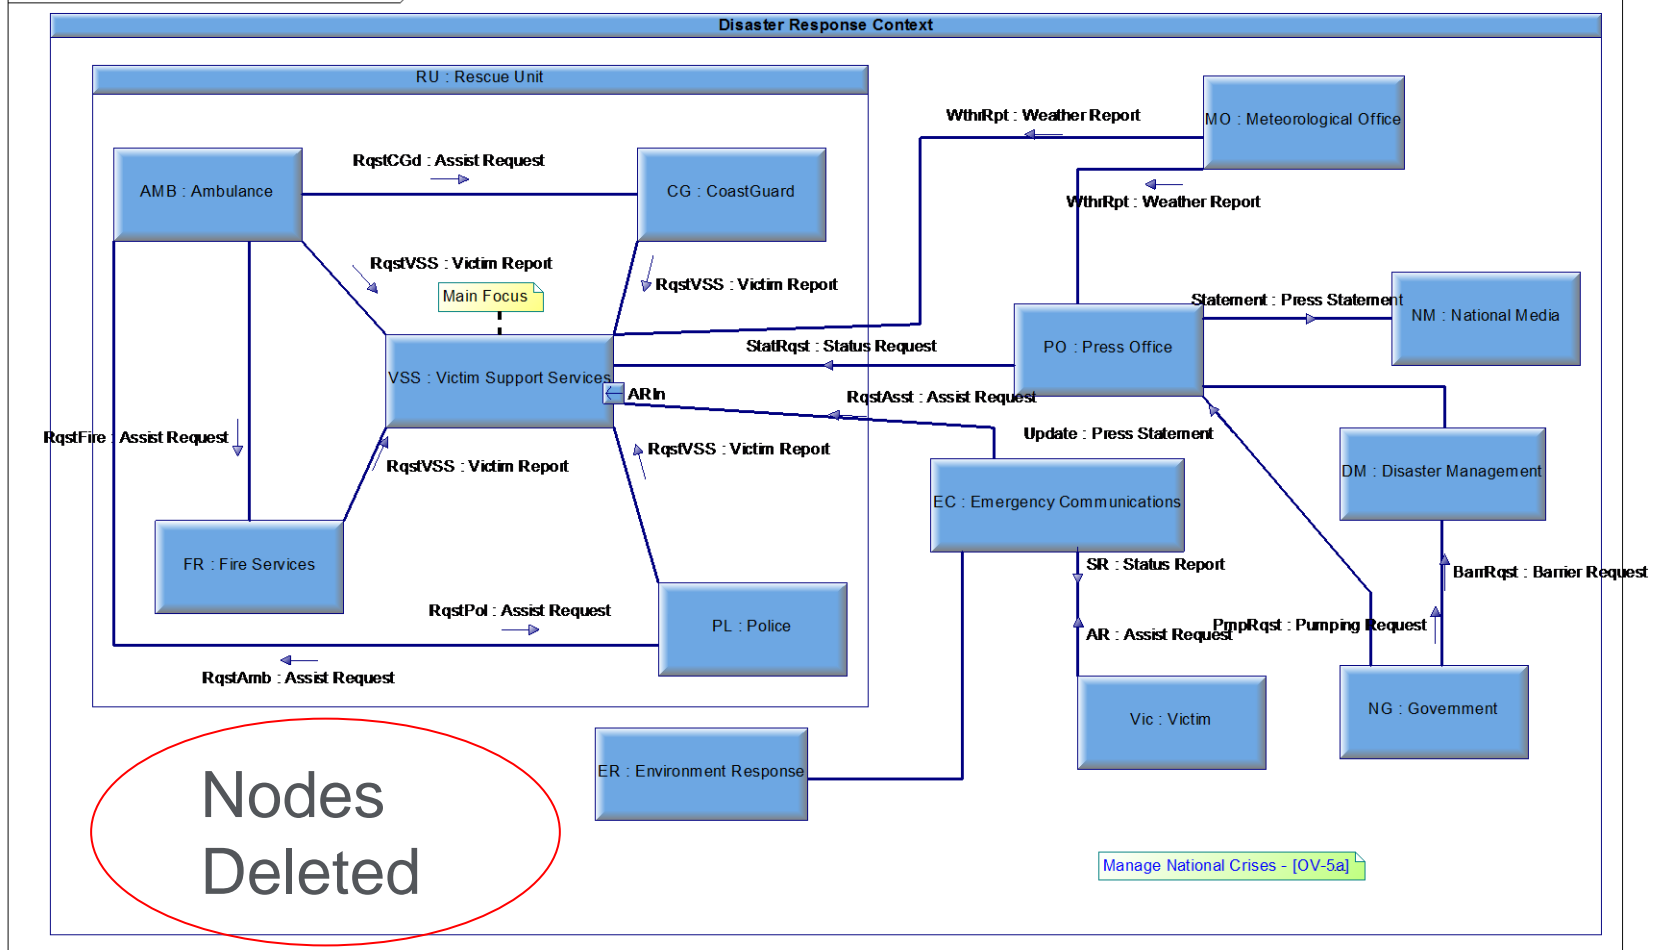 Disaster Response Context
RU : Rescue Unit
WthrRpt : Weather Report
MO : Meteorological Office
RqstCGd : Assist Request
AMB : Ambulance
CG : CoastGuard
WthrRpt : Weather Report
RqstVSS : Victim Report
RqstVSS : Victim Report
Main Focus
Statement : Press Statement
NM : National Media
StatRqst : Status Request
PO : Press Office
VSS : Victim Support Services
ARIn
RqstAsst : Assist Request
RqstFire : Assist Request
Update : Press Statement
RqstVSS : Victim Report
RqstVSS : Victim Report
DM : Disaster Management
EC : Emergency Communications
FR : Fire Services
SR : Status Report
BarrRqst : Barrier Request
RqstPol : Assist Request
PL : Police
AR : Assist Request
PmpRqst : Pumping Request
RqstAmb : Assist Request
Vic : Victim
NG : Government
ER : Environment Response
Nodes
Deleted
Manage National Crises - [OV-5a]